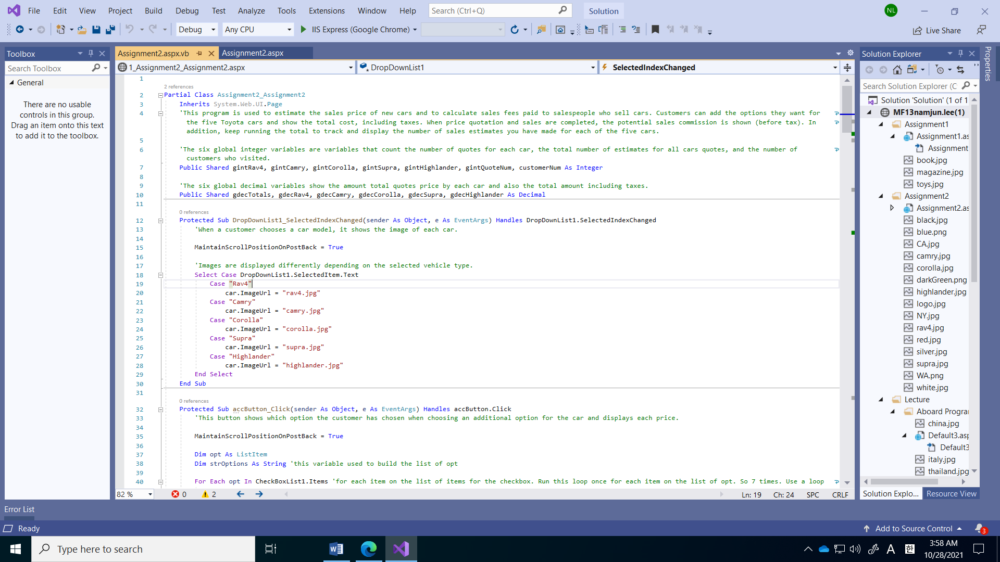 File Edit View Project Build Debug Test Analyze Tools Extensions Window Help Search (Ctrl+Q) Solution NL
Debug Any CPU IIS Express (Google Chrome) Live Share
Toolbox
Search Toolbox
General
There are no usable
controls in this group.
Drag an item onto this text
to add it to the toolbox.
Assignment2.aspx.vb Assignment2.aspx
1_Assignment2_Assignment2.aspx DropDownList1 SelectedIndexChanged
1
2 references
2 Partial Class Assignment2_Assignment2
3 Inherits System.Web.UI.Page
4 'This program is used to estimate the sales price of new cars and to calculate sales fees paid to salespeople who sell cars. Customers can add the options they want for
the five Toyota cars and show the total cost, including taxes. When price quotation and sales are completed, the potential sales commission is shown (before tax). In
addition, keep running the total to track and display the number of sales estimates you have made for each of the five cars.
5
6 'The six global integer variables are variables that count the number of quotes for each car, the total number of estimates for all cars quotes, and the number of
customers who visited.
7 Public Shared gintRav4, gintCamry, gintCorolla, gintSupra, gintHighlander, gintQuoteNum, customerNum As Integer
8
9 'The six global decimal variables show the amount total quotes price by each car and also the total amount including taxes.
10 Public Shared gdecTotals, gdecRav4, gdecCamry, gdecCorolla, gdecSupra, gdecHighlander As Decimal
11
0 references
12 Protected Sub DropDownList1_SelectedIndexChanged(sender As Object, e As EventArgs) Handles DropDownList1.SelectedIndexChanged
13 'When a customer chooses a car model, it shows the image of each car.
14
15 MaintainScrollPositionOnPostBack = True
16
17 'Images are displayed differently depending on the selected vehicle type.
18 Select Case DropDownList1.SelectedItem.Text
19 Case "Rav4"
20 car.ImageUrl = "rav4.jpg"
21 Case "Camry"
22 car.ImageUrl = "camry.jpg"
23 Case "Corolla"
24 car.ImageUrl = "corolla.jpg"
25 Case "Supra"
26 car.ImageUrl = "supra.jpg"
27 Case "Highlander"
28 car.ImageUrl = "highlander.jpg"
29 End Select
30 End Sub
31
0 references
32 Protected Sub accButton_Click(sender As Object, e As EventArgs) Handles accButton.Click
33 'This button shows which option the customer has chosen when choosing an additional option for the car and displays each price.
34
35 MaintainScrollPositionOnPostBack = True
36
37 Dim opt As ListItem
38 Dim strOptions As String 'this variable used to build the list of opt
39
40 For Each opt In CheckBoxList1.Items 'for each item on the list of items for the checkbox. Run this loop once for each item on the list of opt. So 7 times. Use a loop
82 % 0 2 Ln: 19 Ch: 24 SPC CRLF
Solution Explorer
Search Solution Explorer (C
Solution 'Solution' (1 of 1
MF13namjun.lee(1)
Assignment1
Assignment1.as
Assignment
book.jpg
magazine.jpg
toys.jpg
Assignment2
Assignment2.as
black.jpg
blue.png
CA.jpg
camry.jpg
corolla.jpg
darkGreen.png
highlander.jpg
logo.jpg
NY.jpg
rav4.jpg
red.jpg
silver.jpg
supra.jpg
WA.png
white.jpg
Lecture
Aboard Progra
china.jpg
Default3.asp
Default3
italy.jpg
thailand.jpg
Solution Explo... Resource View
Properties
Error List
Ready Add to Source Control 3
Type here to search A 한 3:58 AM
10/28/2021